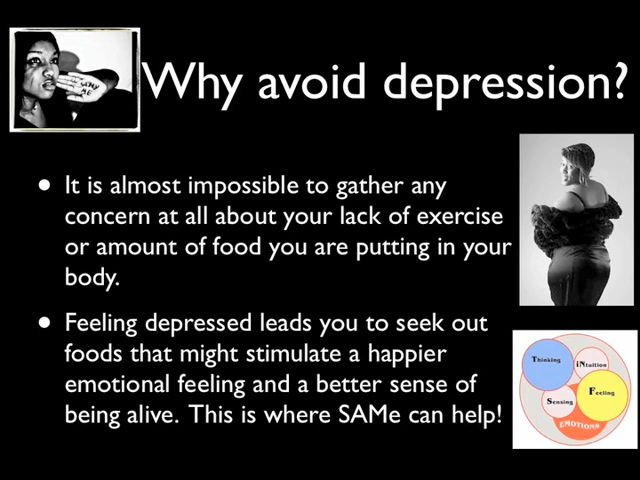 Why avoid depression?
• It is almost impossible to gather any
concern at all about your lack of exercise
or amount of food you are putting in your
body.
• Feeling depressed leads you to seek out
foods that might stimulate a happier
emotional feeling and a better sense of
being alive. This is where SAMe can help!
Thinking
iNtuition
Sensing
Feeling
EMOTIONS